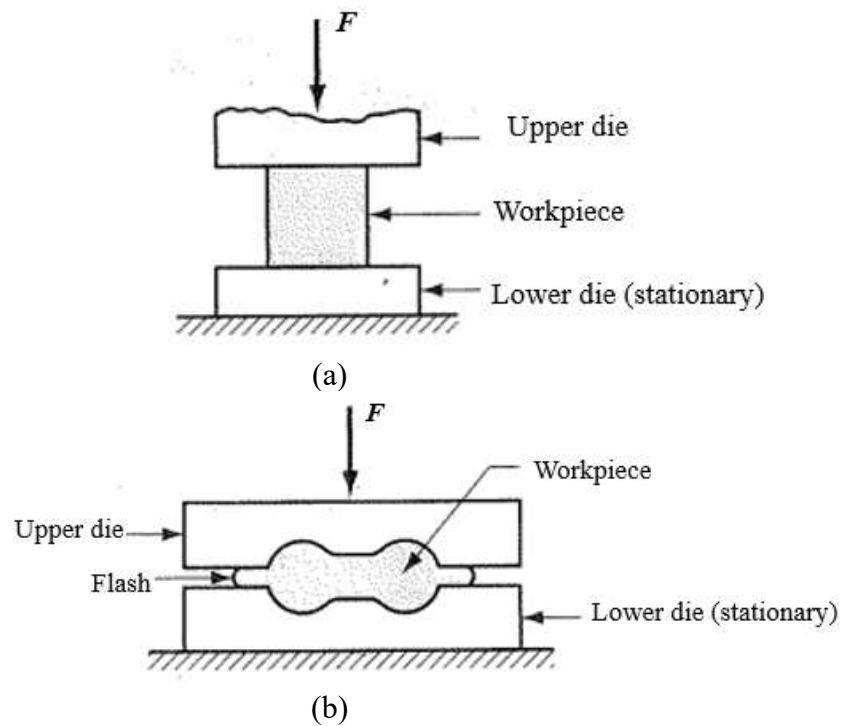 F
Upper die
Workpiece
Lower die (stationary)
(a)
F
Workpiece
Upper die
Flash
Lower die (stationary)
(b)